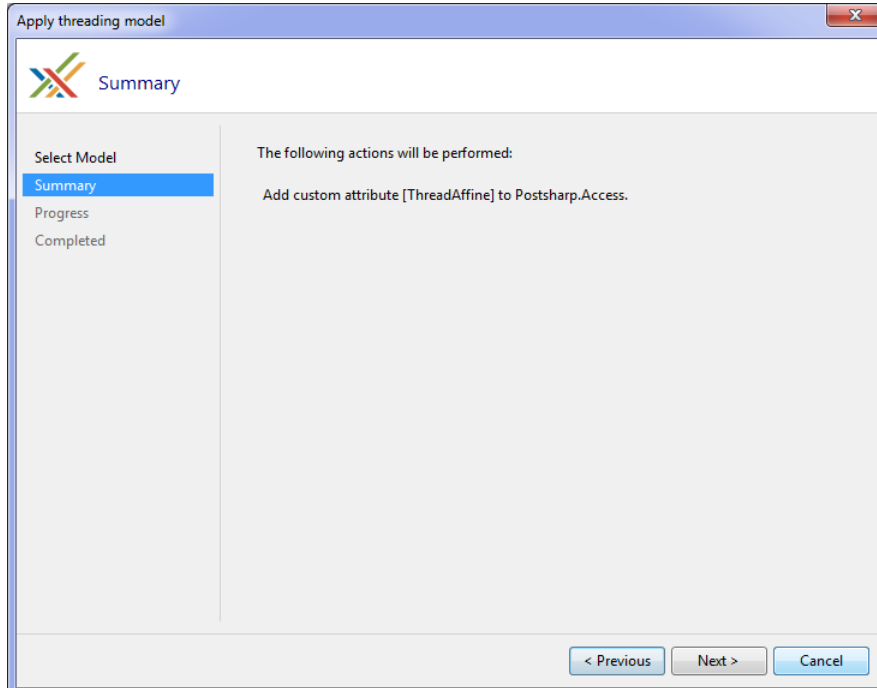 Apply threading model
Summary
Select Model
Summary
Progress
Completed
The following actions will be performed:
Add custom attribute [ThreadAffine] to Postsharp.Access.
< Previous
Next >
Cancel